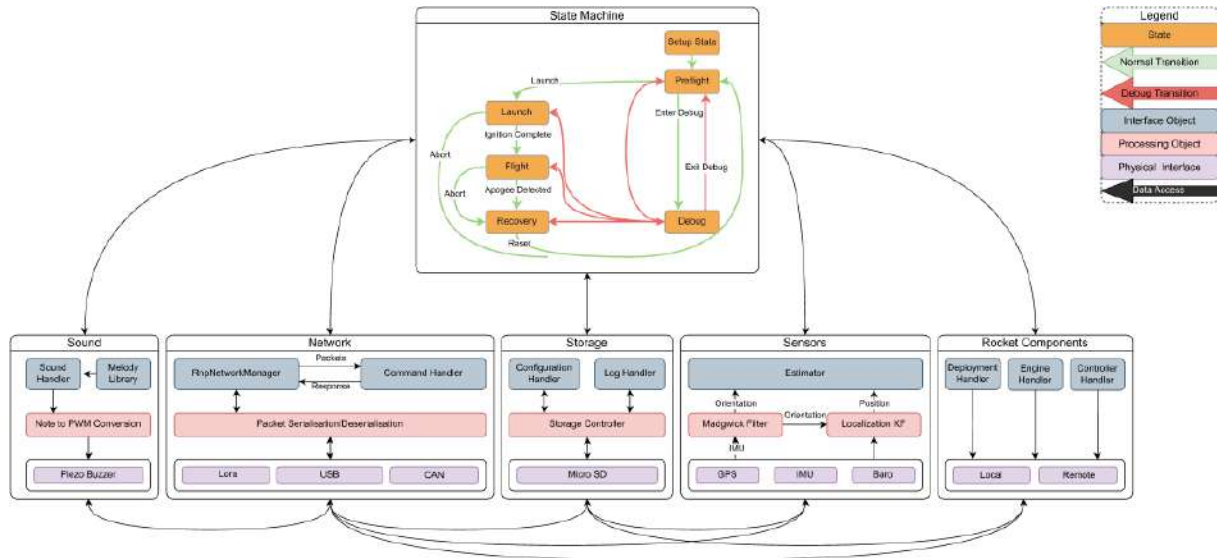 State Machine
Setup State
Preflight
Launch
Launch
Enter Debug
Ignition Complete
Abort
Flight
Exit Debug
Abort
Apogee Detected
Recovery
Debug
Reset
Legend
State
Normal Transition
Debug Transition
Interface Object
Processing Object
Physical Interface
Data Access
Sound
Sound
Handler
Melody
Library
Note to PWM Conversion
Piezo Buzzer
Network
RnpNetworkManager
Packets
Response
Command Handler
Packet Serialisation/Deserialisation
Lora
USB
CAN
Storage
Configuration
Handler
Log Handler
Storage Controller
Micro SD
Sensors
Estimator
Orientation
Position
Madgwick Filter
Orientation
Localization KF
IMU
GPS
IMU
Baro
Rocket Components
Deployment
Handler
Engine
Handler
Controller
Handler
Local
Remote